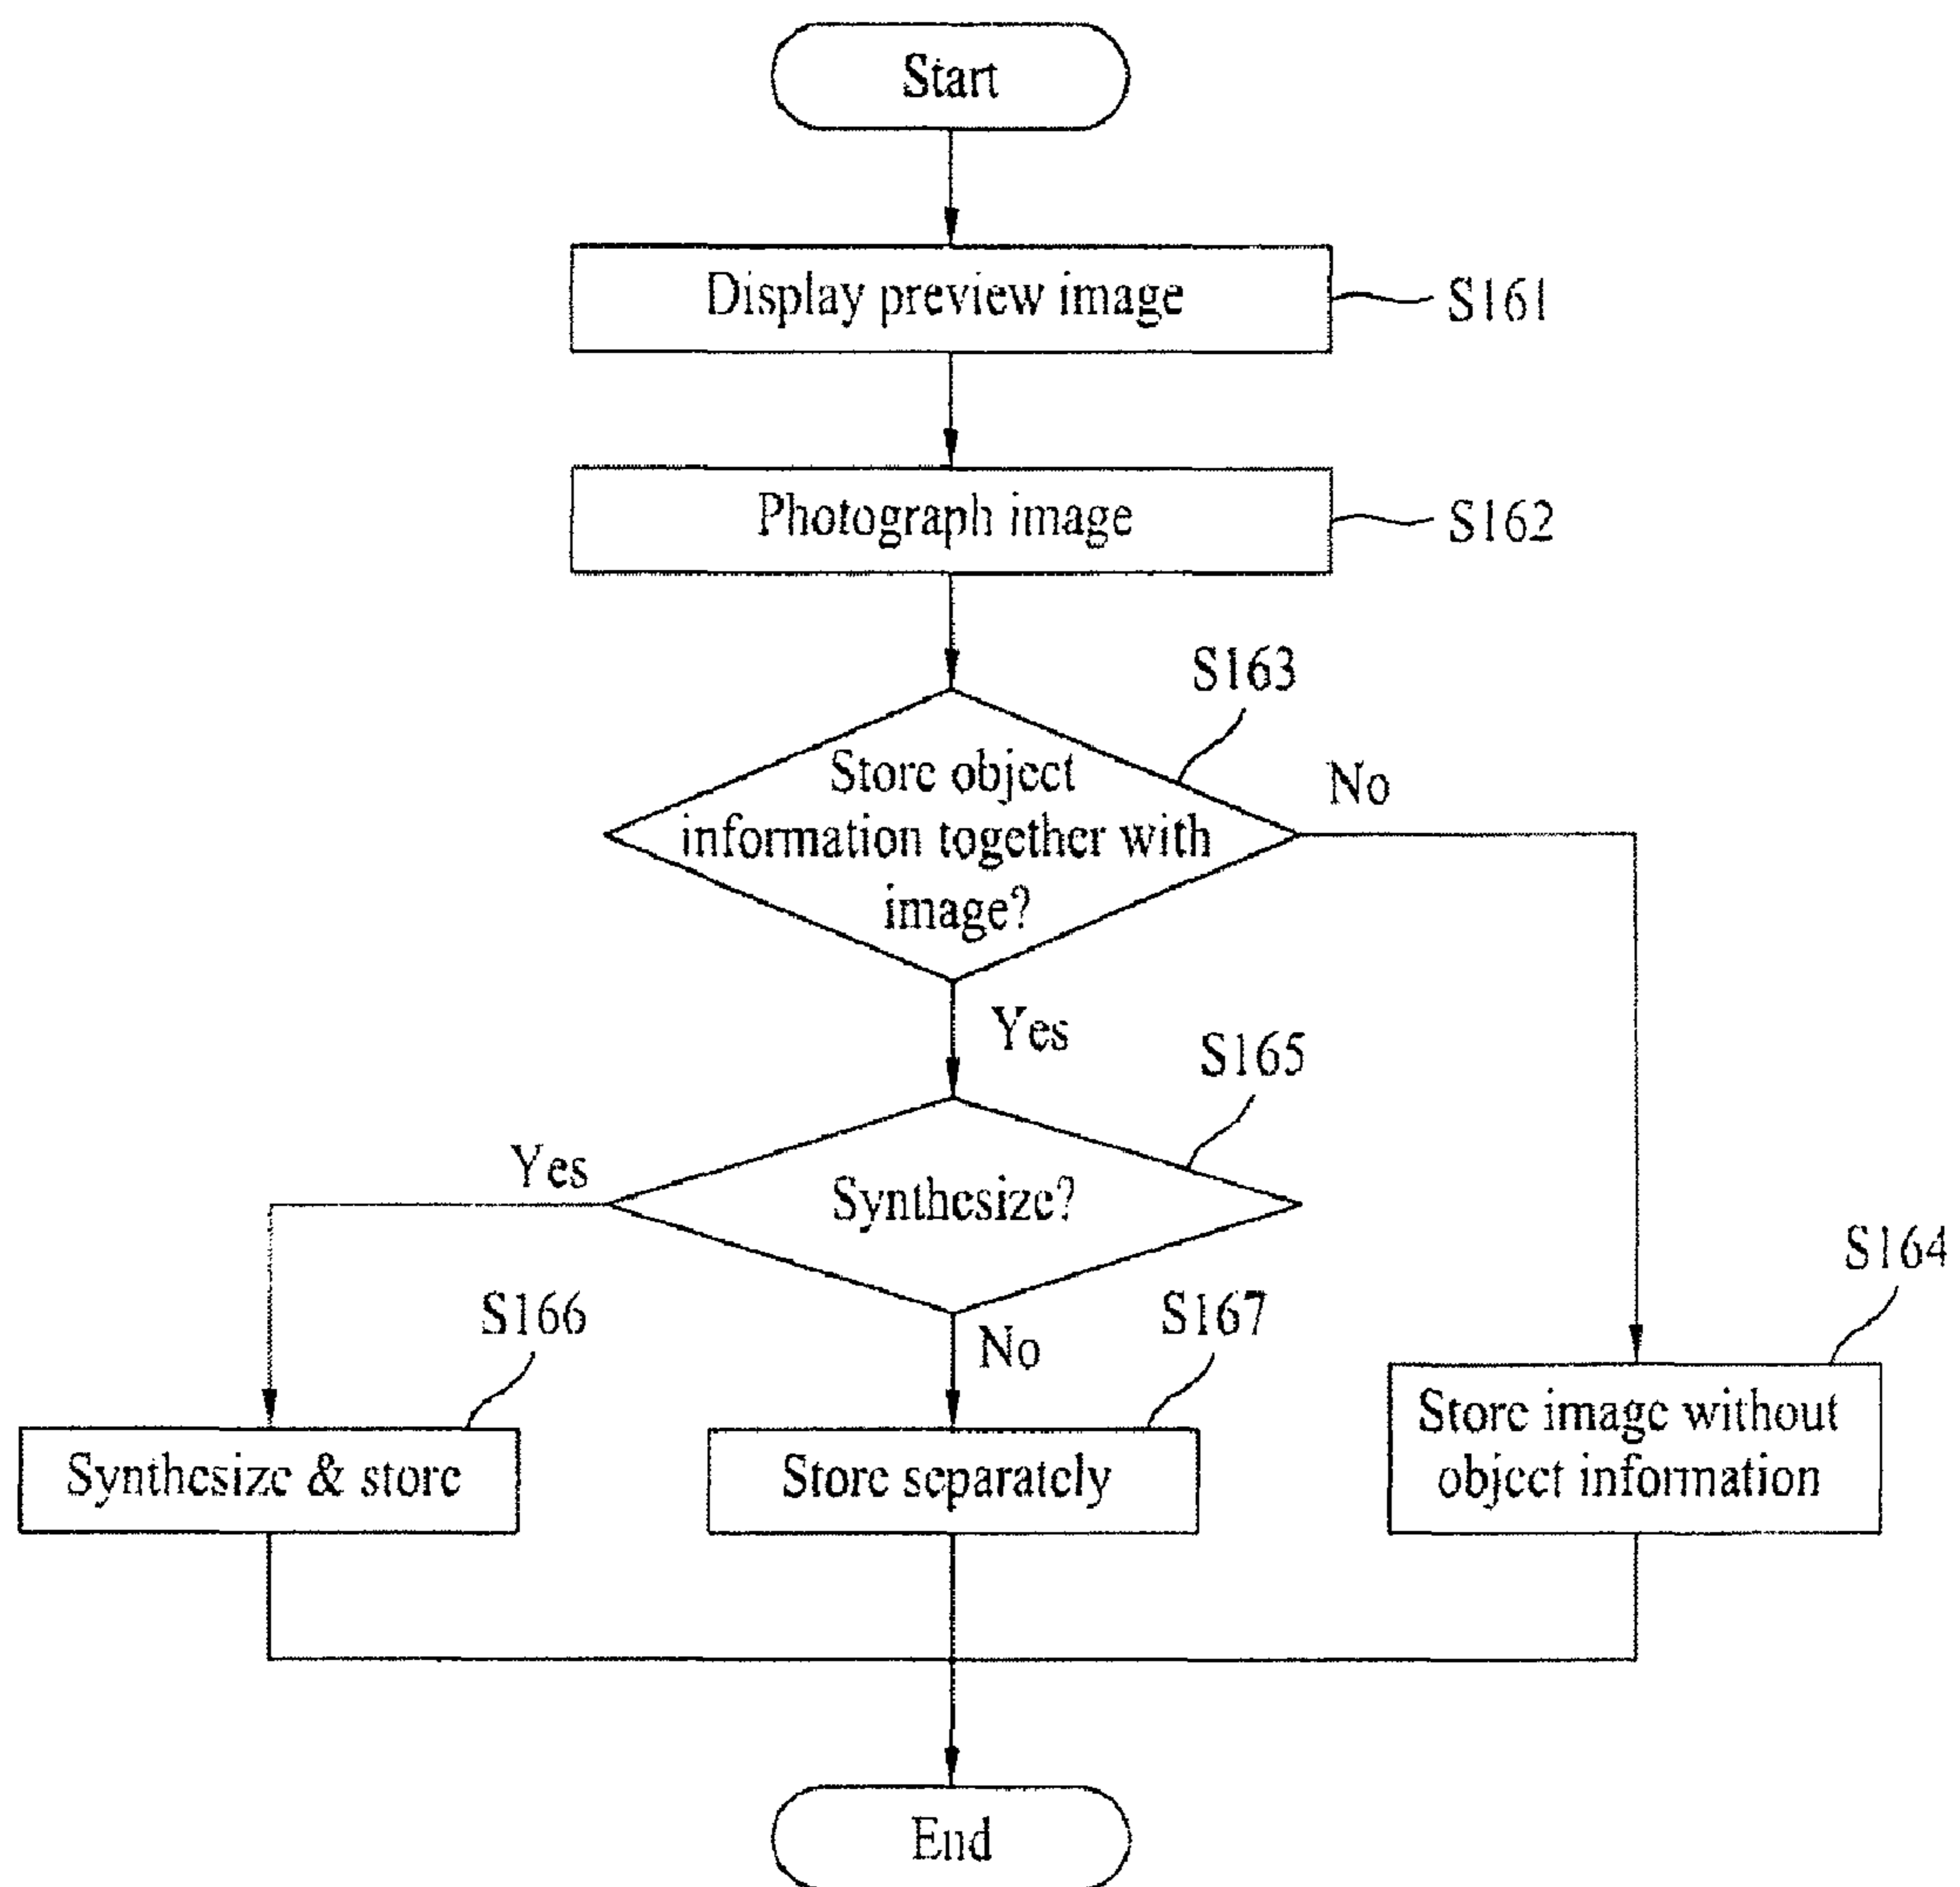 Start
Display preview image
S161
Photograph image
S162
S163
Store object
information together with
image?
No
Yes
S165
Synthesize?
Yes
No
S166
Synthesize & store
S167
Store separately
S164
Store image without
object information
End